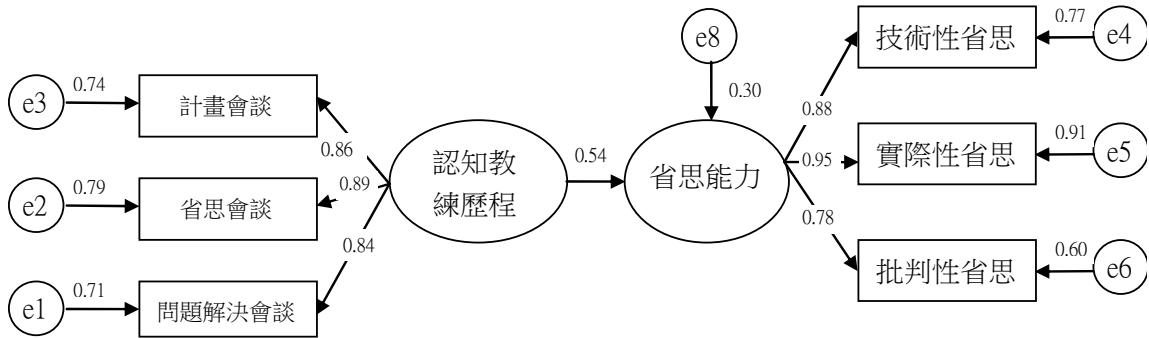 e8
0.30
e3
0.74
計畫會談
0.86
e2
0.79
省思會談
0.89
e1
0.71
問題解決會談
0.84
認知教
練歷程
0.54
省思能力
0.88
技術性省思
0.77
e4
0.95
實際性省思
0.91
e5
0.78
批判性省思
0.60
e6